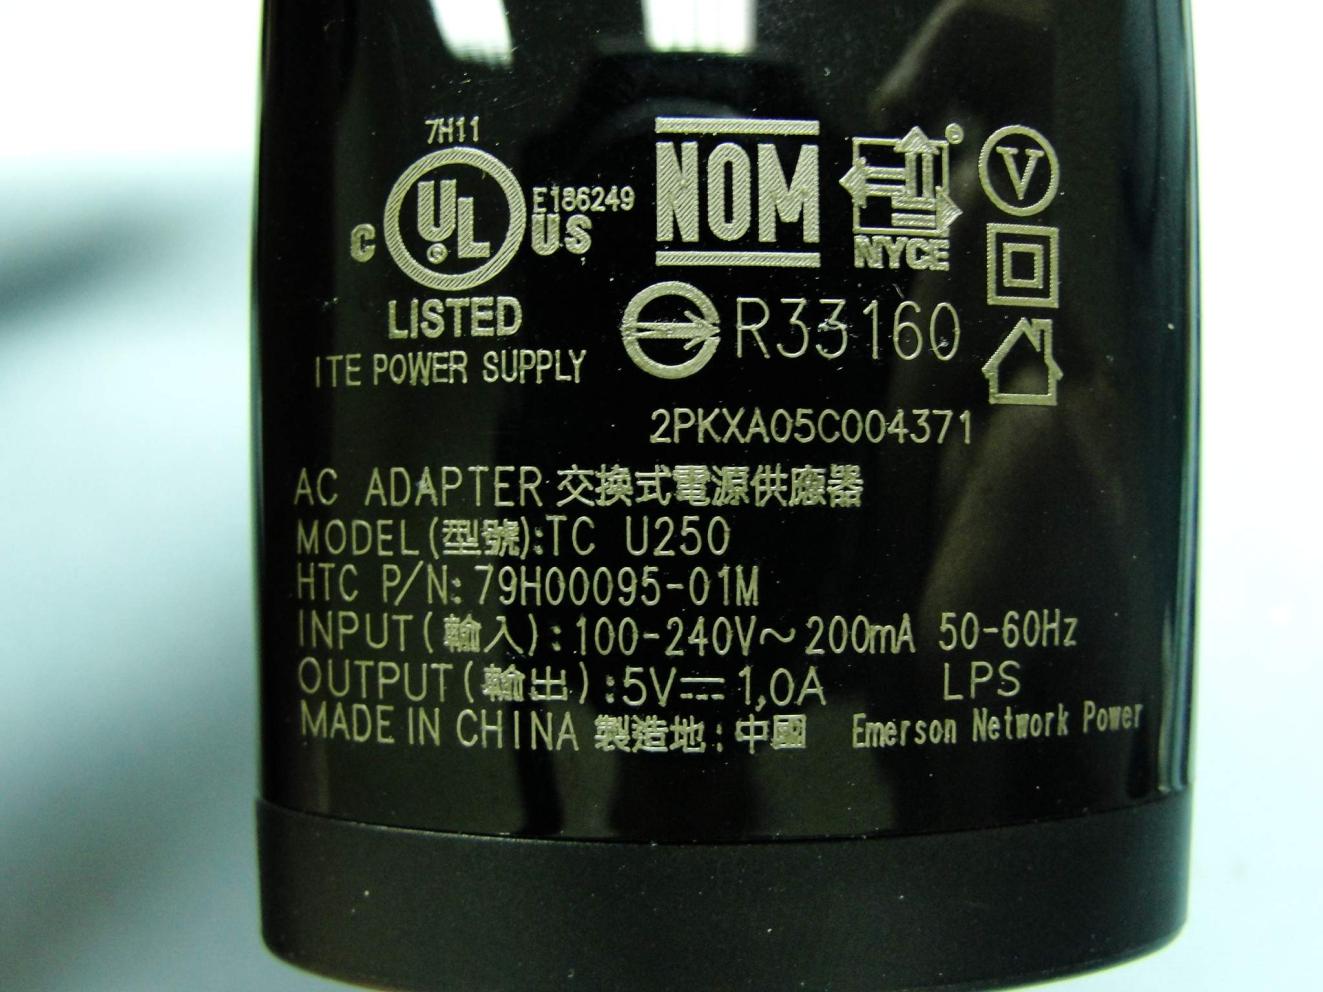 7H11
C UL US E186249
LISTED
ITE POWER SUPPLY
NOM
NYCE
V
R33160
2PKXA05C004371
AC ADAPTER 交換式電源供應器
MODEL(型號):TC U250
HTC P/N: 79H00095-01M
INPUT(輸入):100-240V~200mA 50-60Hz
OUTPUT(輸出):5V⎓1,0A LPS
MADE IN CHINA 製造地:中國 Emerson Network Power